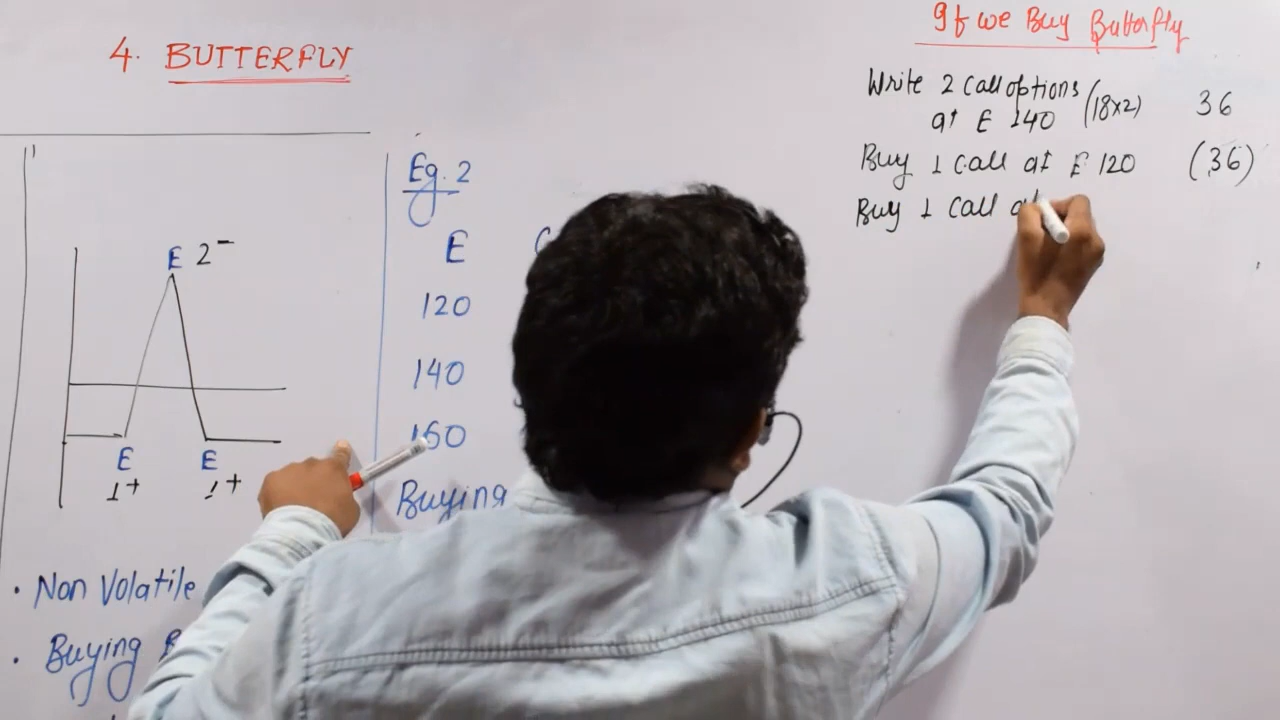 4. BUTTERFLY
E 2-
E
1+
E
1+
• Non Volatile
• Buying
Eg. 2
E
120
140
160
Buying
If we Buy Butterfly
Write 2 call options
at E 140 (18x2) 36
Buy 1 call at E 120 (36)
Buy 1 call at